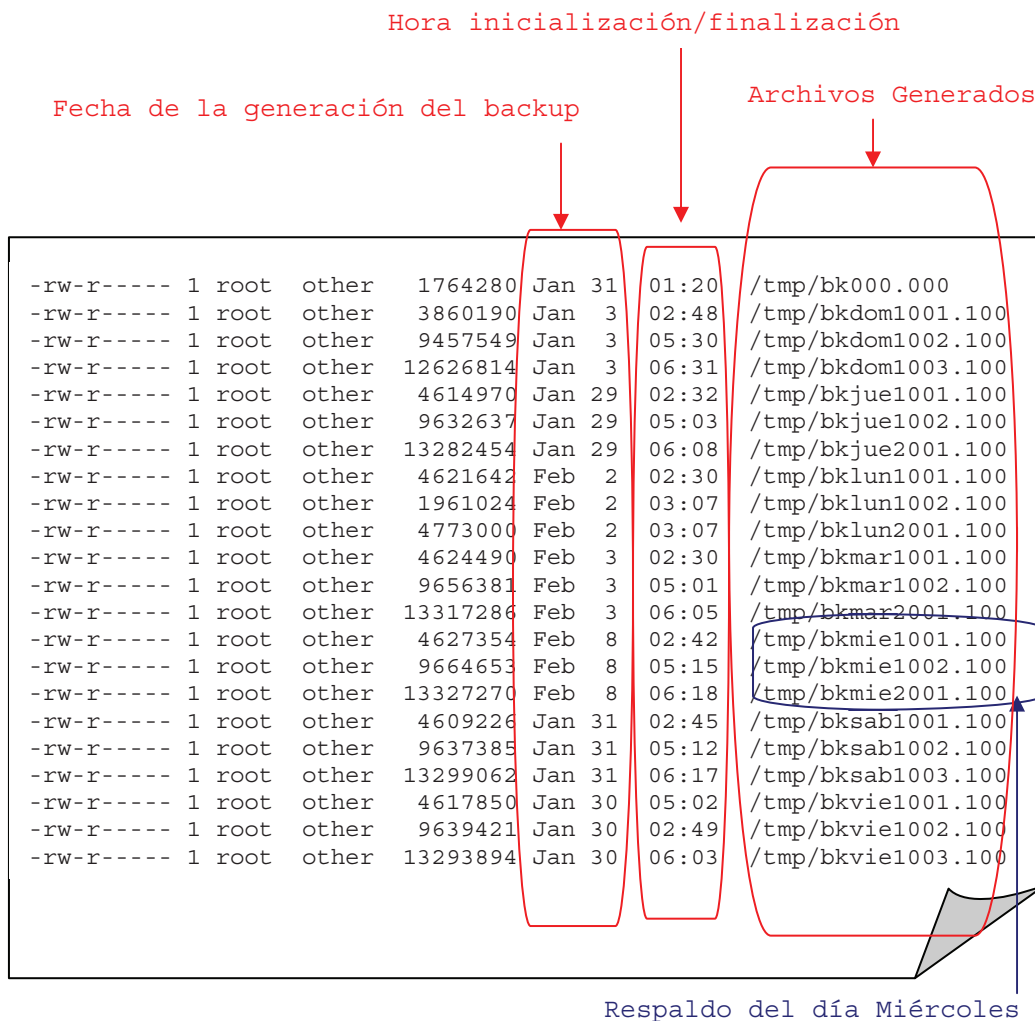 Hora inicialización/finalización
Fecha de la generación del backup
Archivos Generados
-rw-r----- 1 root other 1764280 Jan 31 01:20 /tmp/bk000.000
-rw-r----- 1 root other 3860190 Jan 3 02:48 /tmp/bkdom1001.100
-rw-r----- 1 root other 9457549 Jan 3 05:30 /tmp/bkdom1002.100
-rw-r----- 1 root other 12626814 Jan 3 06:31 /tmp/bkdom1003.100
-rw-r----- 1 root other 4614970 Jan 29 02:32 /tmp/bkjue1001.100
-rw-r----- 1 root other 9632637 Jan 29 05:03 /tmp/bkjue1002.100
-rw-r----- 1 root other 13282454 Jan 29 06:08 /tmp/bkjue2001.100
-rw-r----- 1 root other 4621642 Feb 2 02:30 /tmp/bklun1001.100
-rw-r----- 1 root other 1961024 Feb 2 03:07 /tmp/bklun1002.100
-rw-r----- 1 root other 4773000 Feb 2 03:07 /tmp/bklun2001.100
-rw-r----- 1 root other 4624490 Feb 3 02:30 /tmp/bkmar1001.100
-rw-r----- 1 root other 9656381 Feb 3 05:01 /tmp/bkmar1002.100
-rw-r----- 1 root other 13317286 Feb 3 06:05 /tmp/bkmar2001.100
-rw-r----- 1 root other 4627354 Feb 8 02:42 /tmp/bkmie1001.100
-rw-r----- 1 root other 9664653 Feb 8 05:15 /tmp/bkmie1002.100
-rw-r----- 1 root other 13327270 Feb 8 06:18 /tmp/bkmie2001.100
-rw-r----- 1 root other 4609226 Jan 31 02:45 /tmp/bksab1001.100
-rw-r----- 1 root other 9637385 Jan 31 05:12 /tmp/bksab1002.100
-rw-r----- 1 root other 13299062 Jan 31 06:17 /tmp/bksab1003.100
-rw-r----- 1 root other 4617850 Jan 30 05:02 /tmp/bkvie1001.100
-rw-r----- 1 root other 9639421 Jan 30 02:49 /tmp/bkvie1002.100
-rw-r----- 1 root other 13293894 Jan 30 06:03 /tmp/bkvie1003.100
Respaldo del día Miércoles